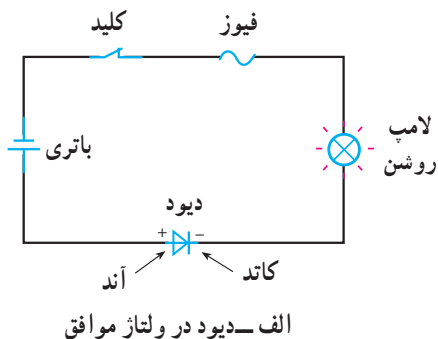 کلید
فیوز
باتری
لامپ
روشن
دیود
+
−
آند
کاتد
الف ــ دیود در ولتاژ موافق